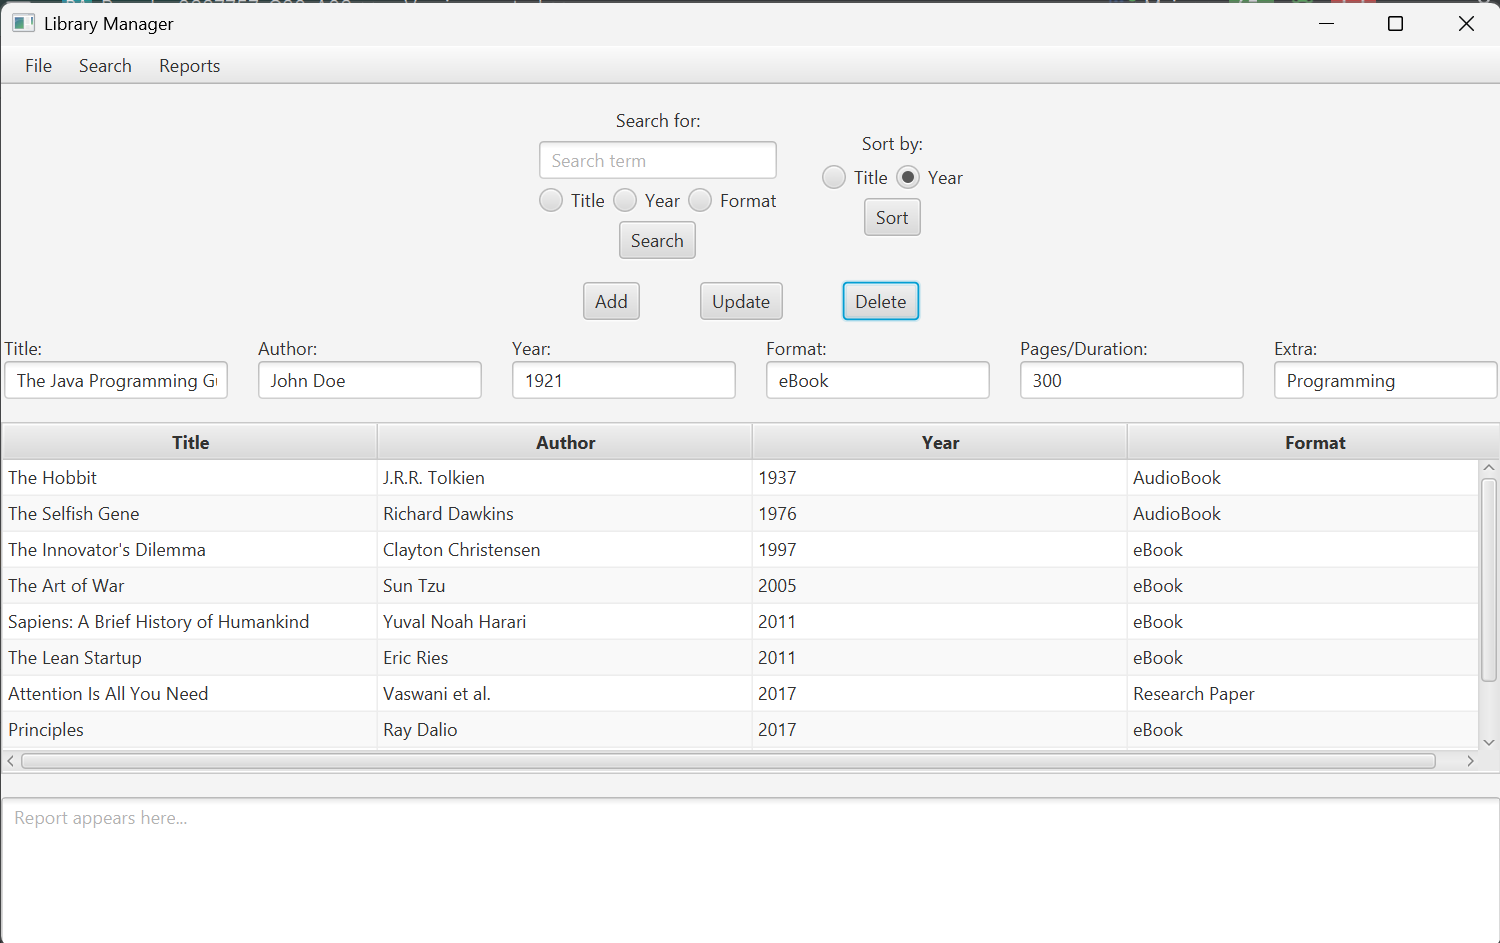 Library Manager
File Search Reports
Search for:
Search term
Title Year Format
Search
Sort by:
Title Year
Sort
Add Update Delete
Title: Author: Year: Format: Pages/Duration: Extra:
The Java Programming John Doe 1921 eBook 300 Programming
Title Author Year Format
The Hobbit J.R.R. Tolkien 1937 AudioBook
The Selfish Gene Richard Dawkins 1976 AudioBook
The Innovator's Dilemma Clayton Christensen 1997 eBook
The Art of War Sun Tzu 2005 eBook
Sapiens: A Brief History of Humankind Yuval Noah Harari 2011 eBook
The Lean Startup Eric Ries 2011 eBook
Attention Is All You Need Vaswani et al. 2017 Research Paper
Principles Ray Dalio 2017 eBook
Report appears here...